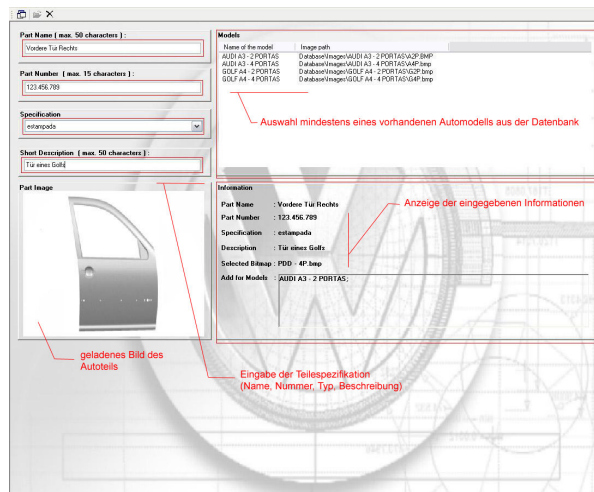 Part Name ( max. 50 characters ) :
Vordere Tür Rechts
Part Number ( max. 15 characters ) :
123.456.789
Specification
estampada
Short Description ( max. 50 characters ) :
Tür eines Golfs
Part Image
Models
Name of the model Image path
AUDI A3 - 2 PORTAS Database\Images\AUDI A3 - 2 PORTAS\A2P.BMP
AUDI A3 - 4 PORTAS Database\Images\AUDI A3 - 4 PORTAS\A4P.bmp
GOLF A4 - 2 PORTAS Database\Images\GOLF A4 - 2 PORTAS\G2P.bmp
GOLF A4 - 4 PORTAS Database\Images\GOLF A4 - 4 PORTAS\G4P.bmp
Auswahl mindestens eines vorhandenen Automodells aus der Datenbank
Information
Part Name : Vordere Tür Rechts
Part Number : 123.456.789
Specification : estampada
Description : Tür eines Golfs
Selected Bitmap : PDD - 4P.bmp
Add for Models : AUDI A3 - 2 PORTAS;
Anzeige der eingegebenen Informationen
geladenes Bild des
Autoteils
Eingabe der Teilespezifikation
(Name, Nummer, Typ, Beschreibung)